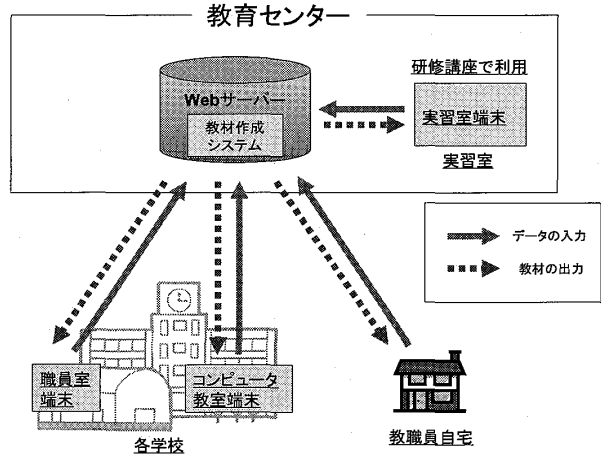 教育センター
Webサーバー
教材作成
システム
研修講座で利用
実習室端末
実習室
データの入力
教材の出力
職員室
端末
コンピュータ
教室端末
各学校
教職員自宅